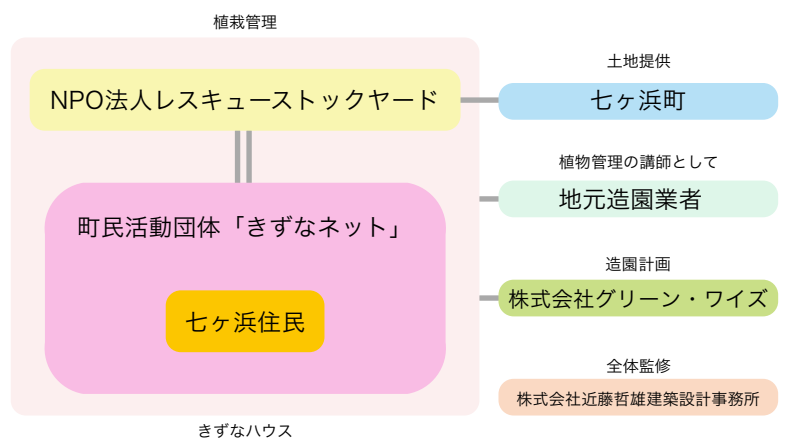 植栽管理
NPO法人レスキューストックヤード
町民活動団体「きずなネット」
七ヶ浜住民
きずなハウス
土地提供
七ヶ浜町
植物管理の講師として
地元造園業者
造園計画
株式会社グリーン・ワイズ
全体監修
株式会社近藤哲雄建築設計事務所